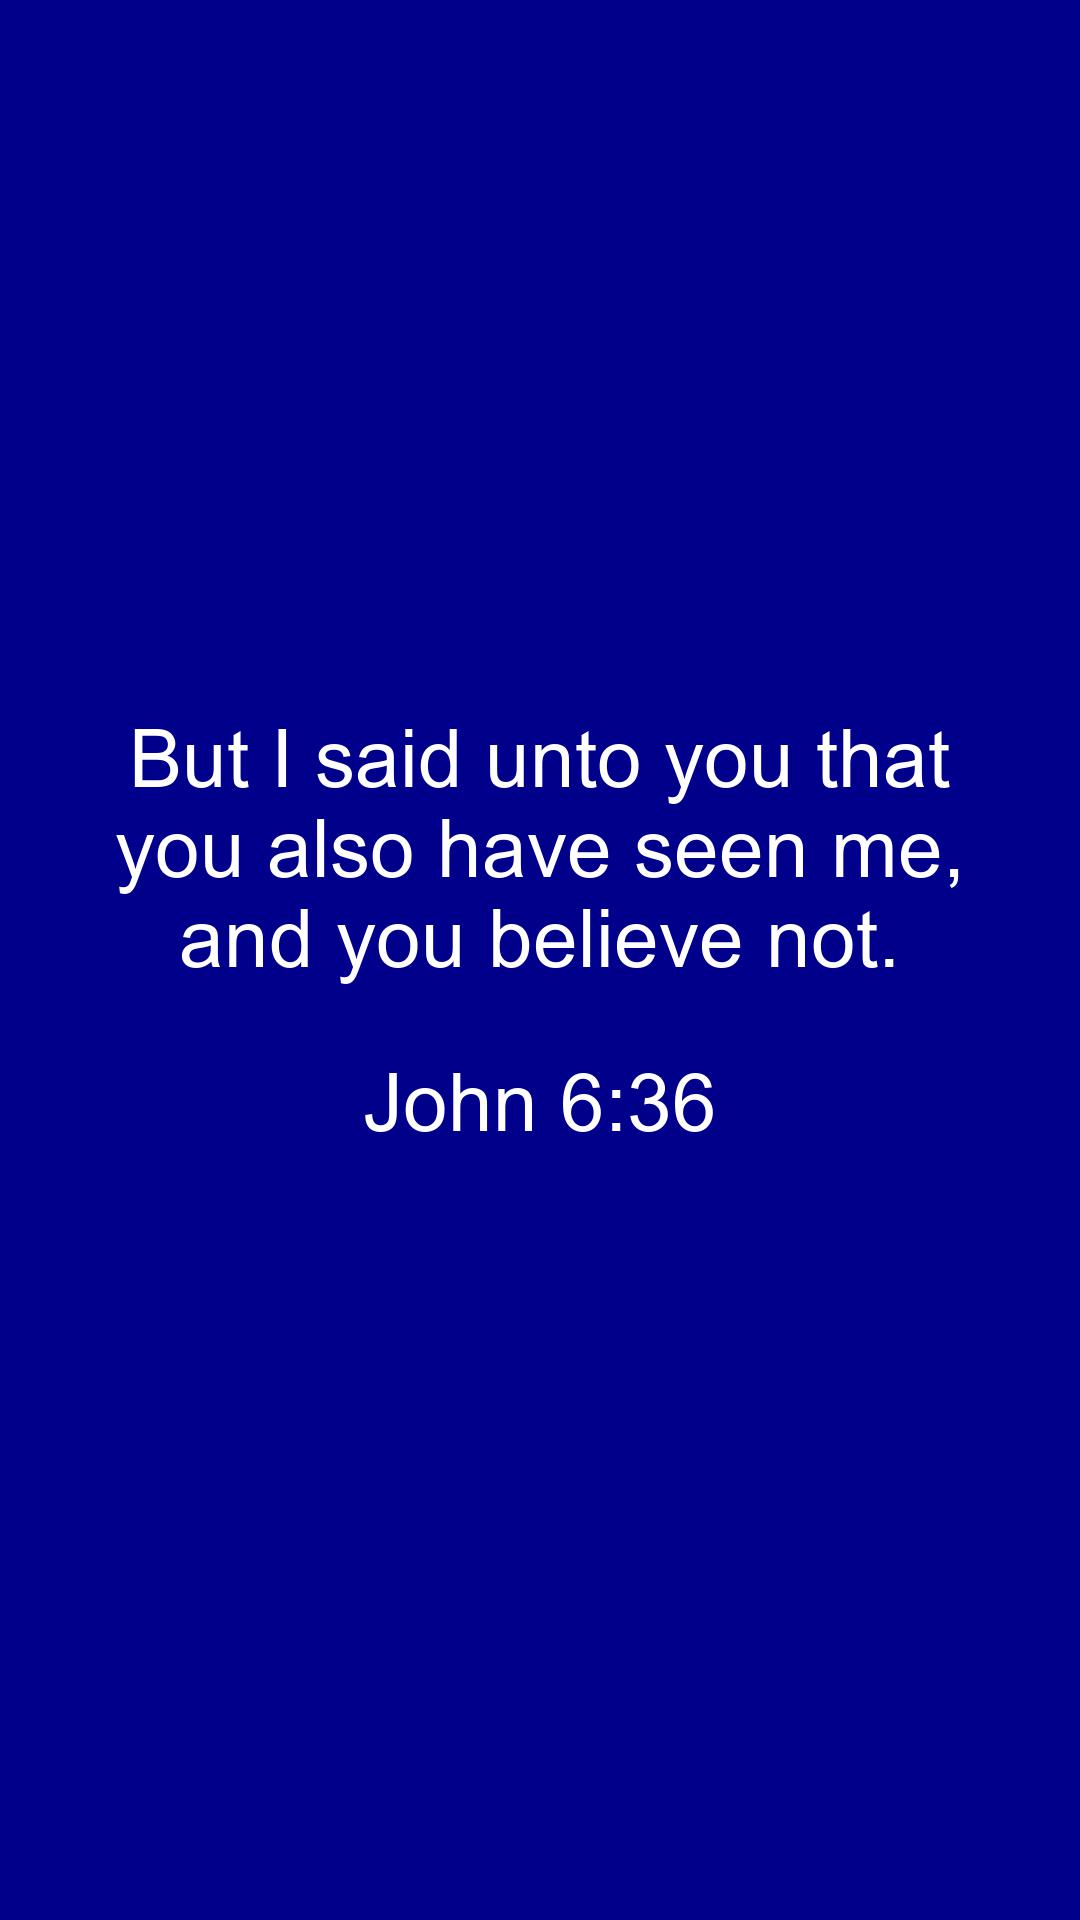 But I said unto you that
you also have seen me,
and you believe not.
John 6:36